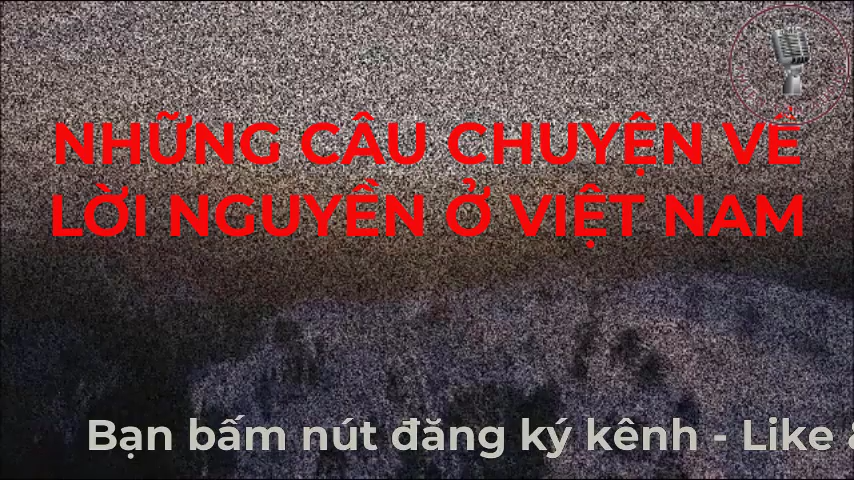 NHỮNG CÂU CHUYỆN VỀ
LỜI NGUYỀN Ở VIỆT NAM
Bạn bấm nút đăng ký kênh - Like &